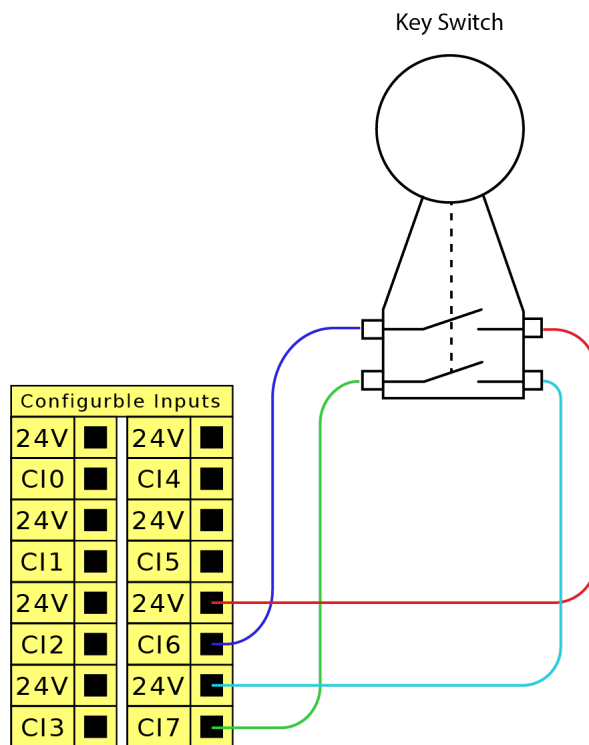 Key Switch
Configurble Inputs
24V 24V
CI0 CI4
24V 24V
CI1 CI5
24V 24V
CI2 CI6
24V 24V
CI3 CI7